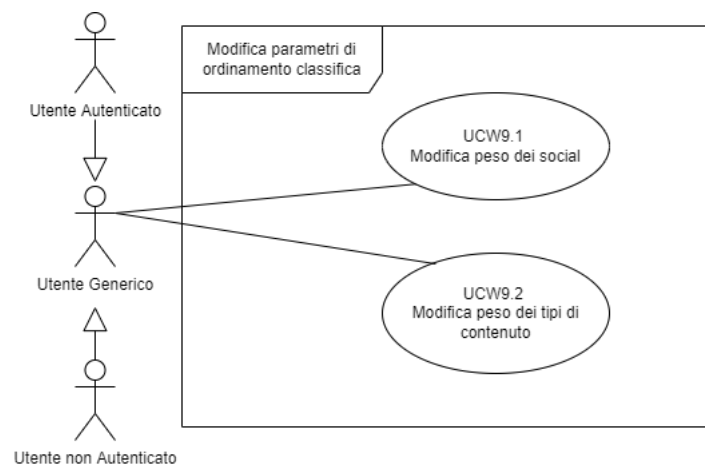 Modifica parametri di
ordinamento classifica
Utente Autenticato
UCW9.1
Modifica peso dei social
Utente Generico
UCW9.2
Modifica peso dei tipi di
contenuto
Utente non Autenticato